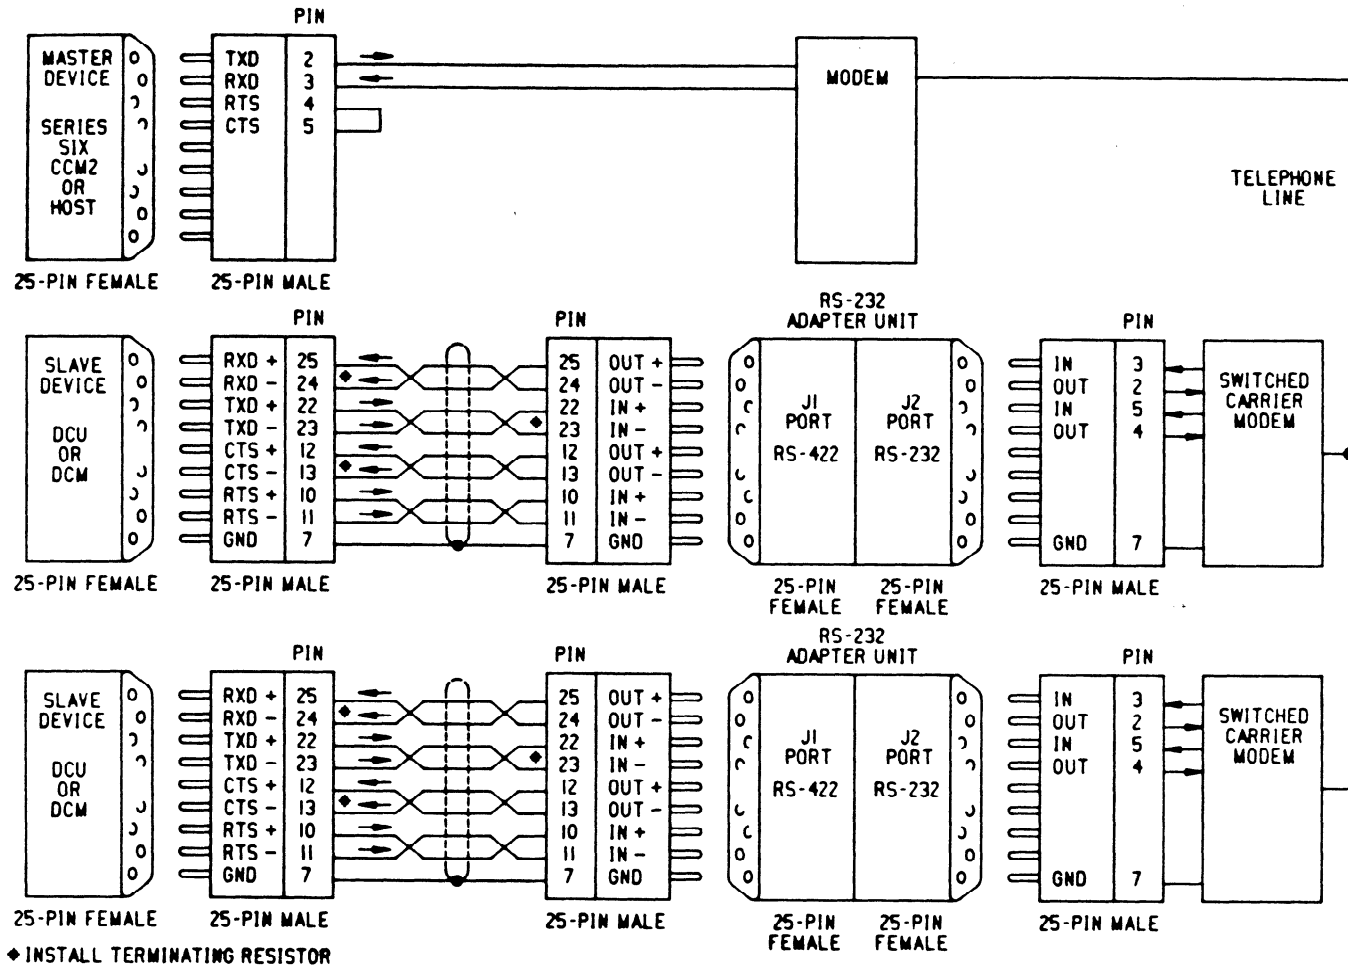 PIN
MASTER
DEVICE
SERIES
SIX
CCM2
OR
HOST
TXD 2
RXD 3
RTS 4
CTS 5
MODEM
TELEPHONE
LINE
25-PIN FEMALE
25-PIN MALE
PIN
PIN
RS-232
ADAPTER UNIT
PIN
SLAVE
DEVICE
DCU
OR
DCM
RXD + 25
RXD - 24
TXD + 22
TXD - 23
CTS + 12
CTS - 13
RTS + 10
RTS - 11
GND 7
25 OUT +
24 OUT -
22 IN +
23 IN -
12 OUT +
13 OUT -
10 IN +
11 IN -
7 GND
J1
PORT
RS-422
J2
PORT
RS-232
IN 3
OUT 2
IN 5
OUT 4
GND 7
SWITCHED
CARRIER
MODEM
25-PIN FEMALE
25-PIN MALE
25-PIN MALE
25-PIN
FEMALE
25-PIN
FEMALE
25-PIN MALE
PIN
PIN
RS-232
ADAPTER UNIT
PIN
SLAVE
DEVICE
DCU
OR
DCM
RXD + 25
RXD - 24
TXD + 22
TXD - 23
CTS + 12
CTS - 13
RTS + 10
RTS - 11
GND 7
25 OUT +
24 OUT -
22 IN +
23 IN -
12 OUT +
13 OUT -
10 IN +
11 IN -
7 GND
J1
PORT
RS-422
J2
PORT
RS-232
IN 3
OUT 2
IN 5
OUT 4
GND 7
SWITCHED
CARRIER
MODEM
25-PIN FEMALE
25-PIN MALE
25-PIN MALE
25-PIN
FEMALE
25-PIN
FEMALE
25-PIN MALE
◆ INSTALL TERMINATING RESISTOR